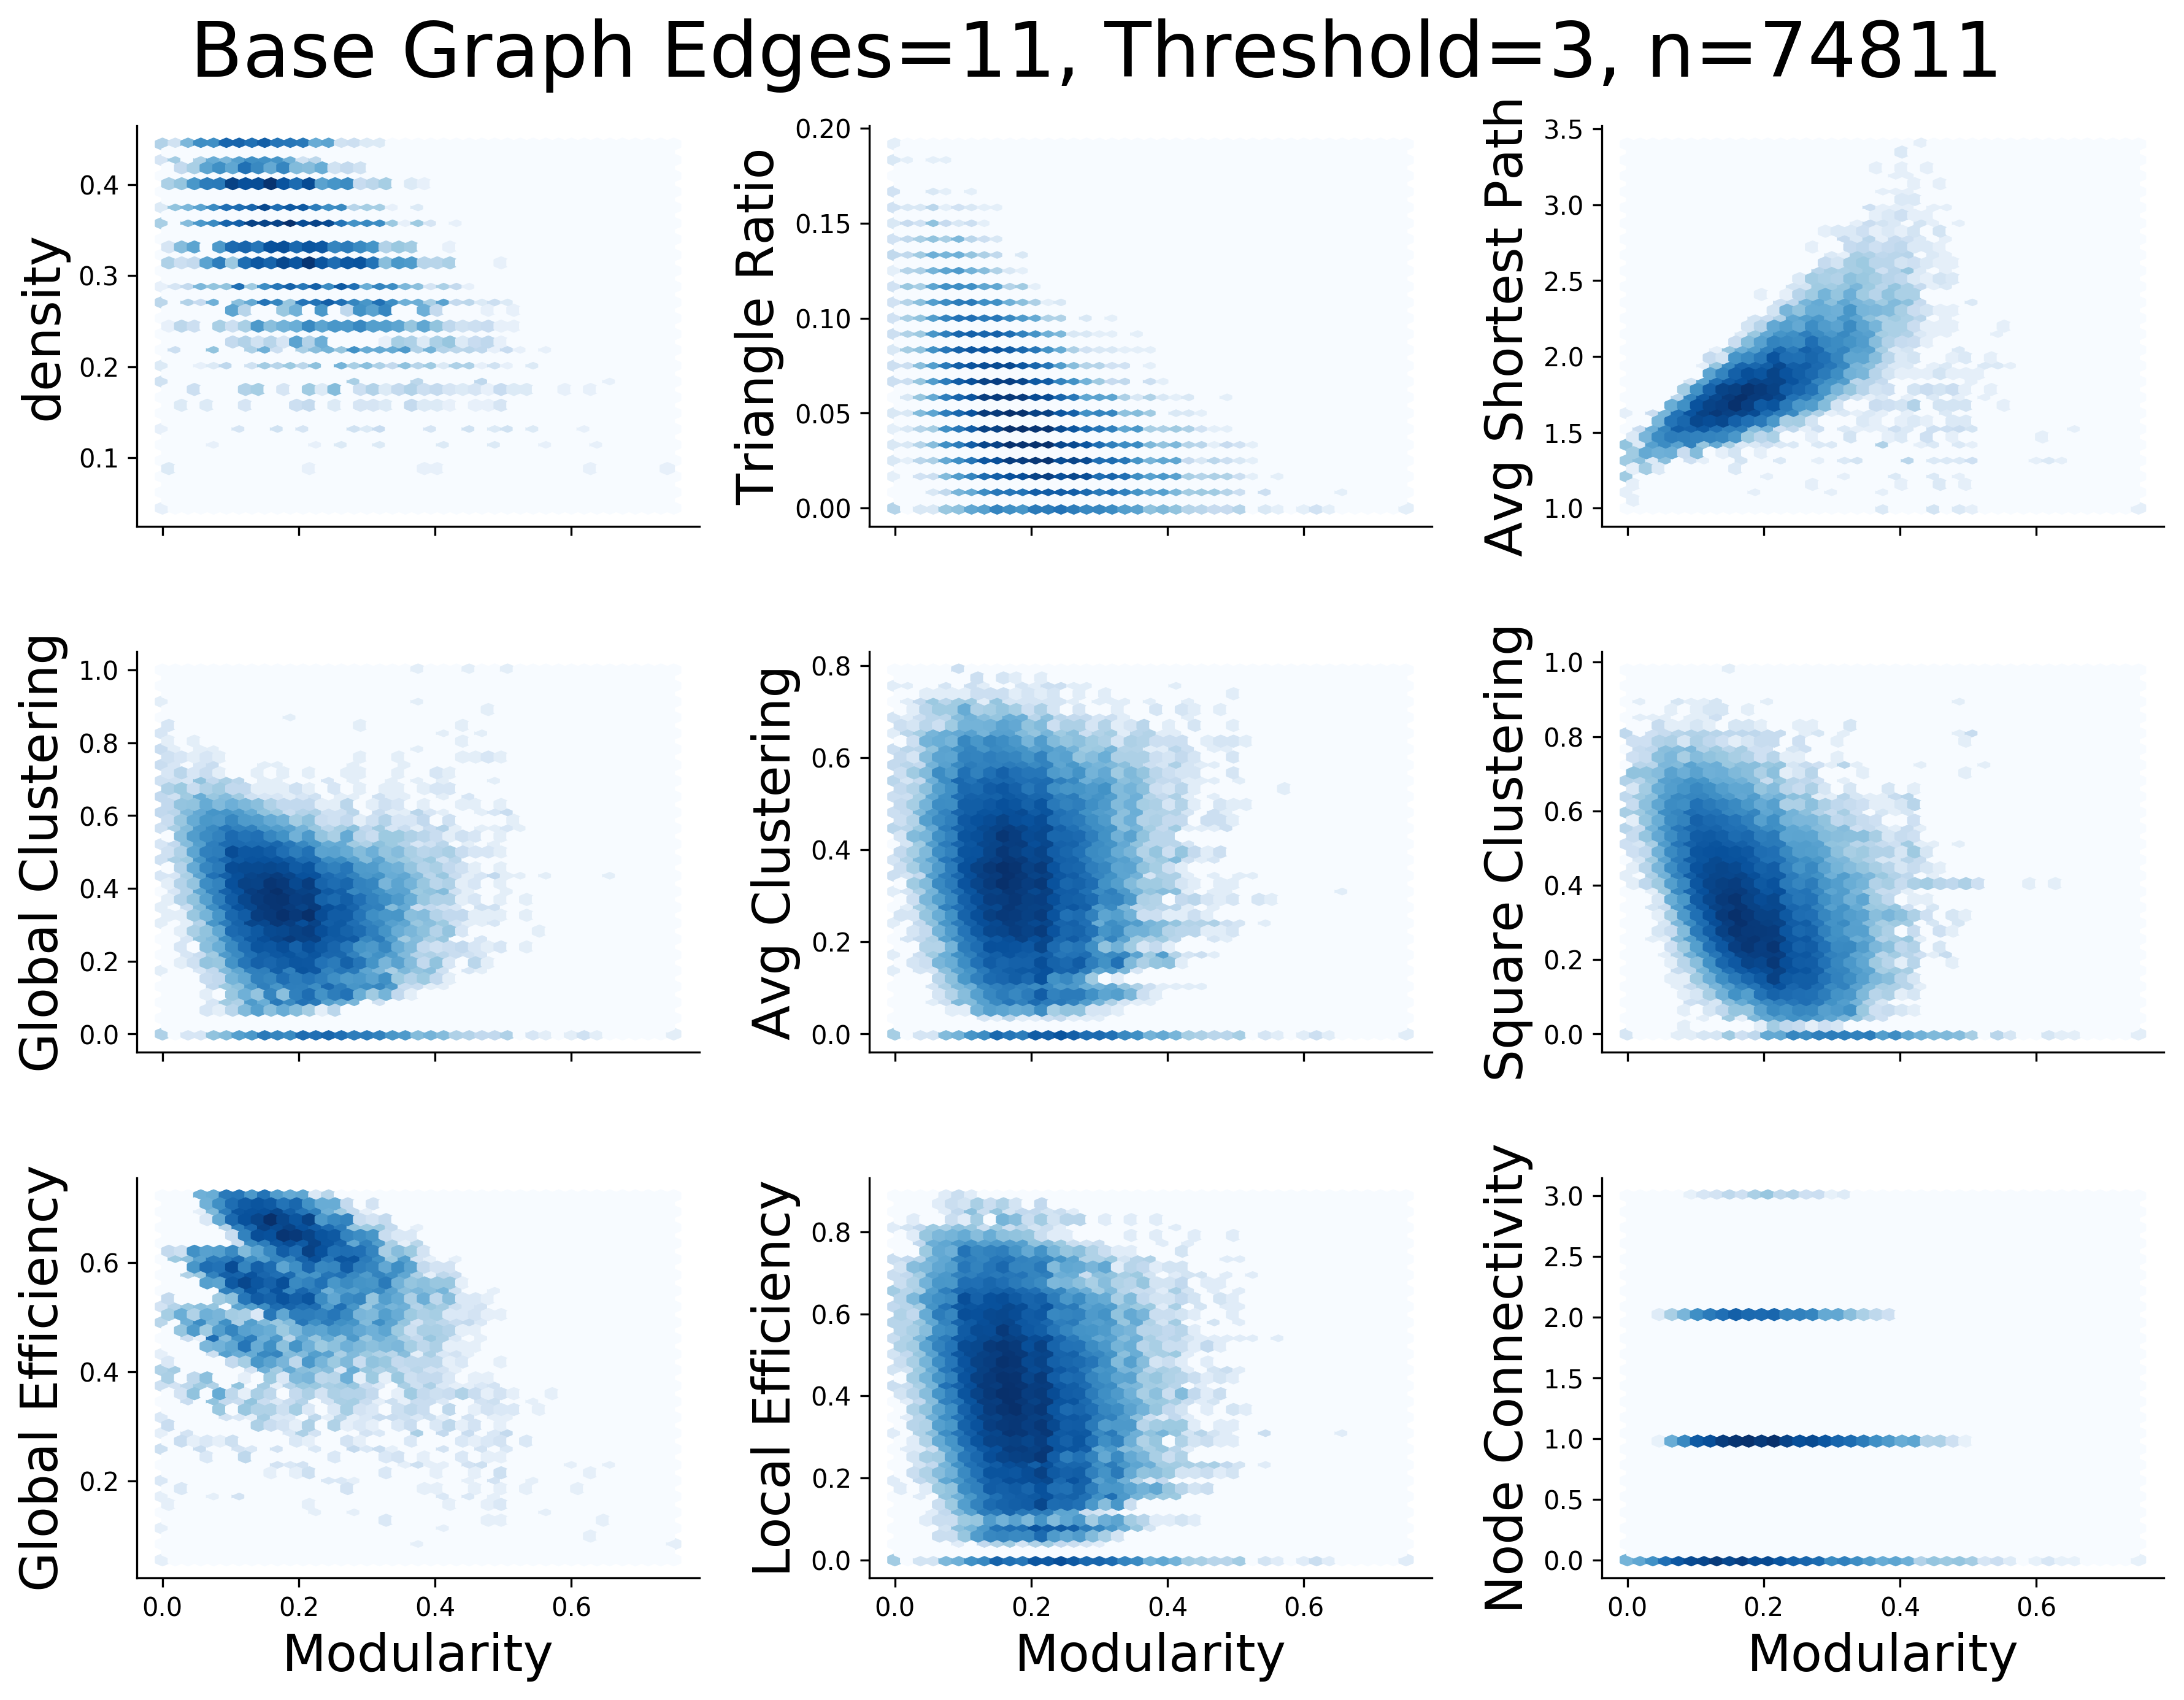 Base Graph Edges=11, Threshold=3, n=74811
density
0.4
0.3
0.2
0.1
Triangle Ratio
0.20
0.15
0.10
0.05
0.00
Avg Shortest Path
3.5
3.0
2.5
2.0
1.5
1.0
Global Clustering
1.0
0.8
0.6
0.4
0.2
0.0
Avg Clustering
0.8
0.6
0.4
0.2
0.0
Square Clustering
1.0
0.8
0.6
0.4
0.2
0.0
Global Efficiency
0.6
0.4
0.2
0.0 0.2 0.4 0.6
Modularity
Local Efficiency
0.8
0.6
0.4
0.2
0.0
0.0 0.2 0.4 0.6
Modularity
Node Connectivity
3.0
2.5
2.0
1.5
1.0
0.5
0.0
0.0 0.2 0.4 0.6
Modularity